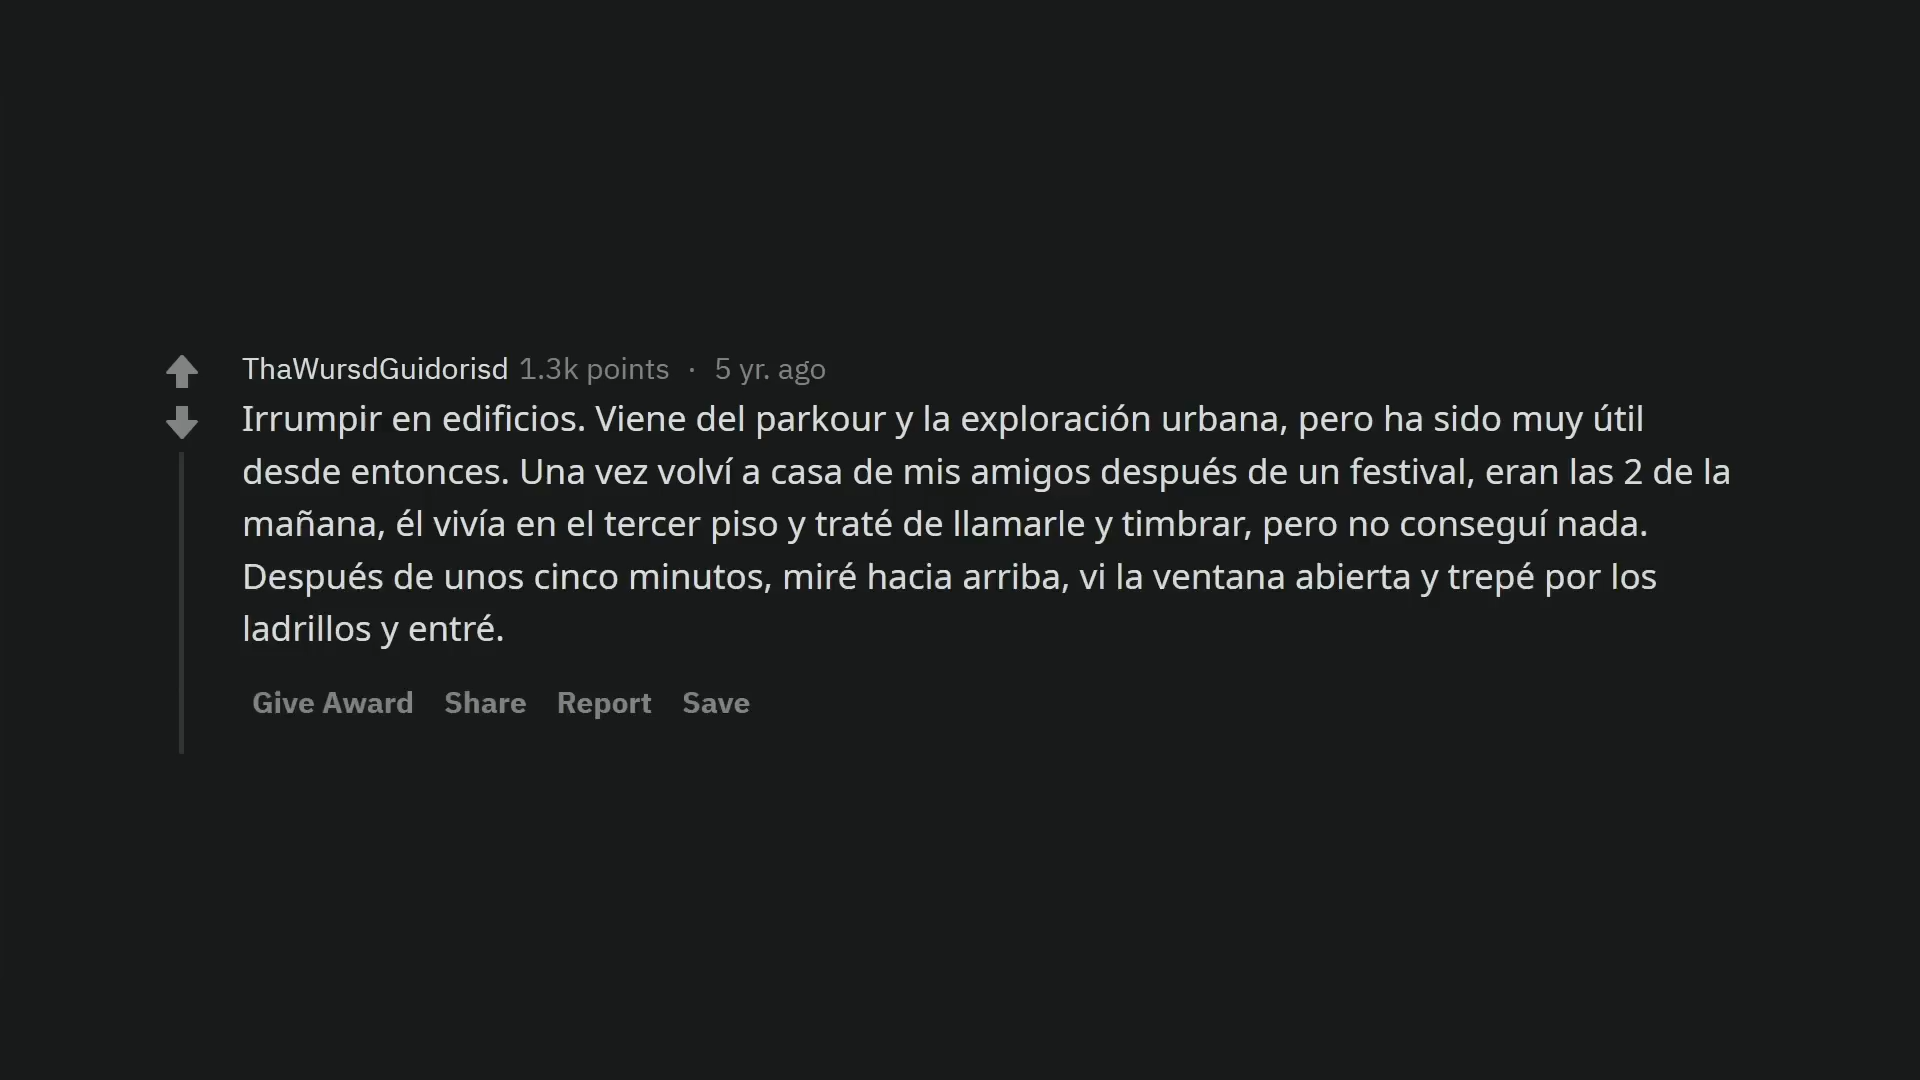 ThaWursdGuidorisd 1.3k points · 5 yr. ago
Irrumpir en edificios. Viene del parkour y la exploración urbana, pero ha sido muy útil
desde entonces. Una vez volví a casa de mis amigos después de un festival, eran las 2 de la
mañana, él vivía en el tercer piso y traté de llamarle y timbrar, pero no conseguí nada.
Después de unos cinco minutos, miré hacia arriba, vi la ventana abierta y trepé por los
ladrillos y entré.
Give Award Share Report Save